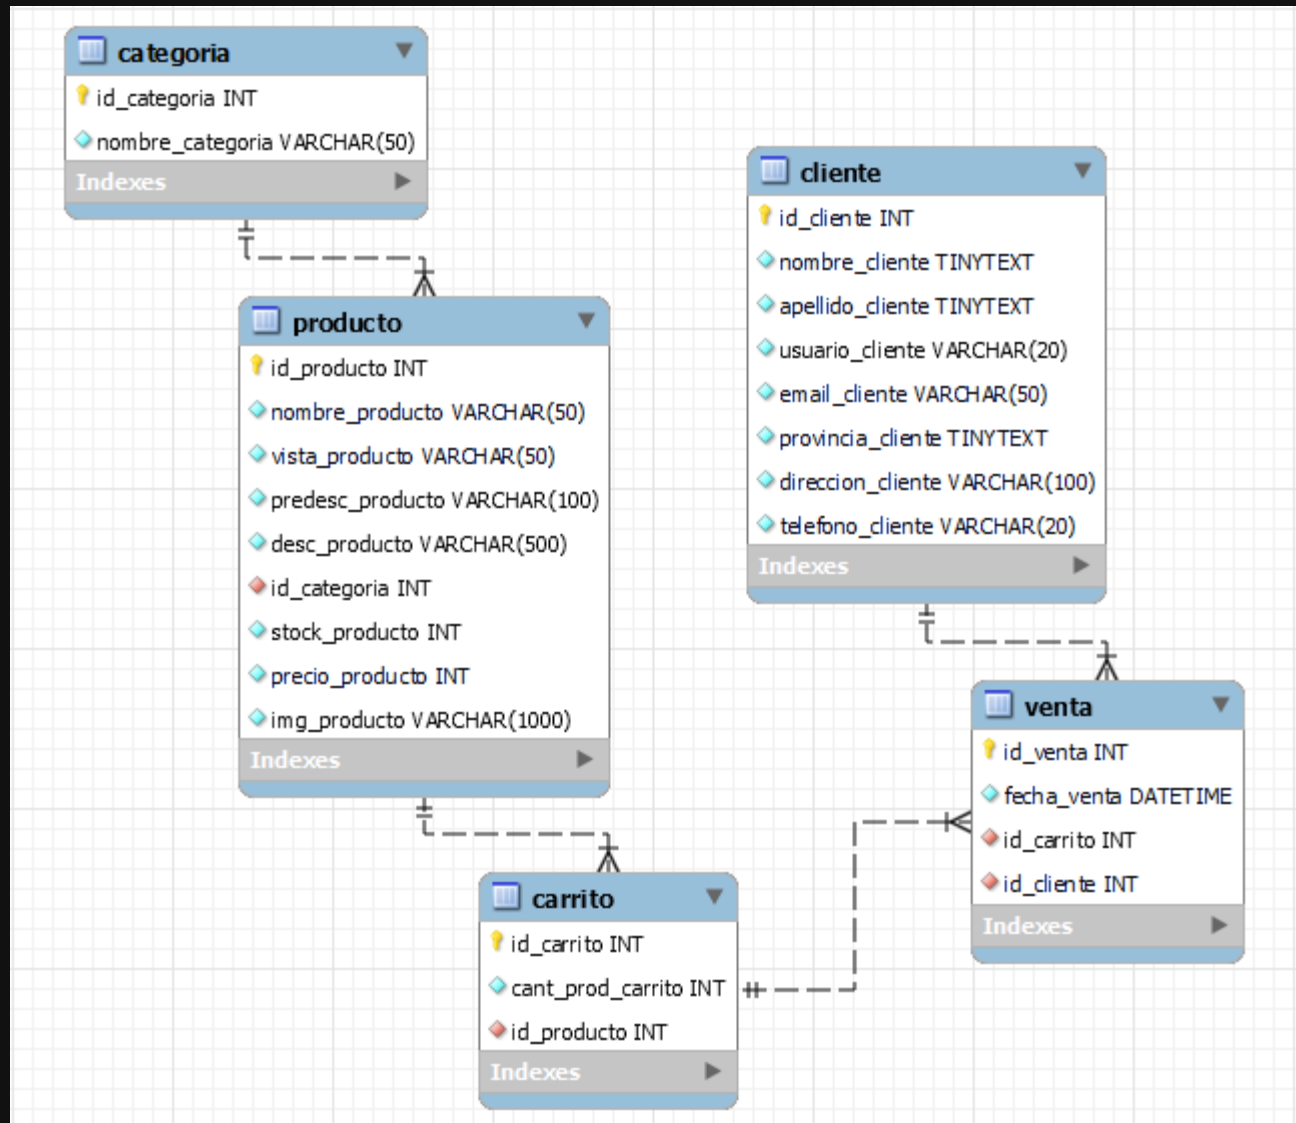 categoria
id_categoria INT
nombre_categoria VARCHAR(50)
Indexes
producto
id_producto INT
nombre_producto VARCHAR(50)
vista_producto VARCHAR(50)
predesc_producto VARCHAR(100)
desc_producto VARCHAR(500)
id_categoria INT
stock_producto INT
precio_producto INT
img_producto VARCHAR(1000)
Indexes
carrito
id_carrito INT
cant_prod_carrito INT
id_producto INT
Indexes
cliente
id_cliente INT
nombre_cliente TINYTEXT
apellido_cliente TINYTEXT
usuario_cliente VARCHAR(20)
email_cliente VARCHAR(50)
provincia_cliente TINYTEXT
direccion_cliente VARCHAR(100)
telefono_cliente VARCHAR(20)
Indexes
venta
id_venta INT
fecha_venta DATETIME
id_carrito INT
id_cliente INT
Indexes